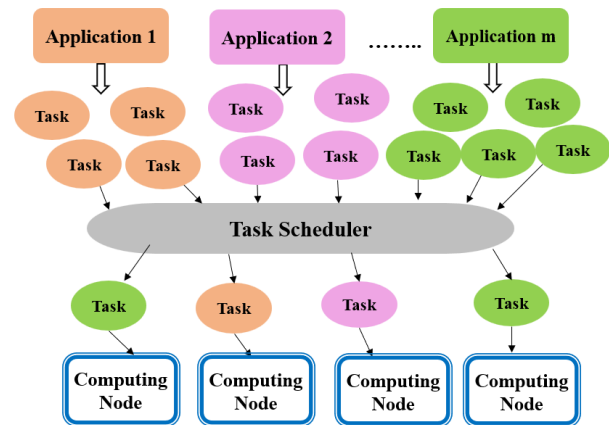 Application 1
Application 2
........
Application m
Task
Task
Task
Task
Task
Task
Task
Task
Task
Task
Task
Task
Task
Task Scheduler
Task
Task
Task
Task
Computing
Node
Computing
Node
Computing
Node
Computing
Node